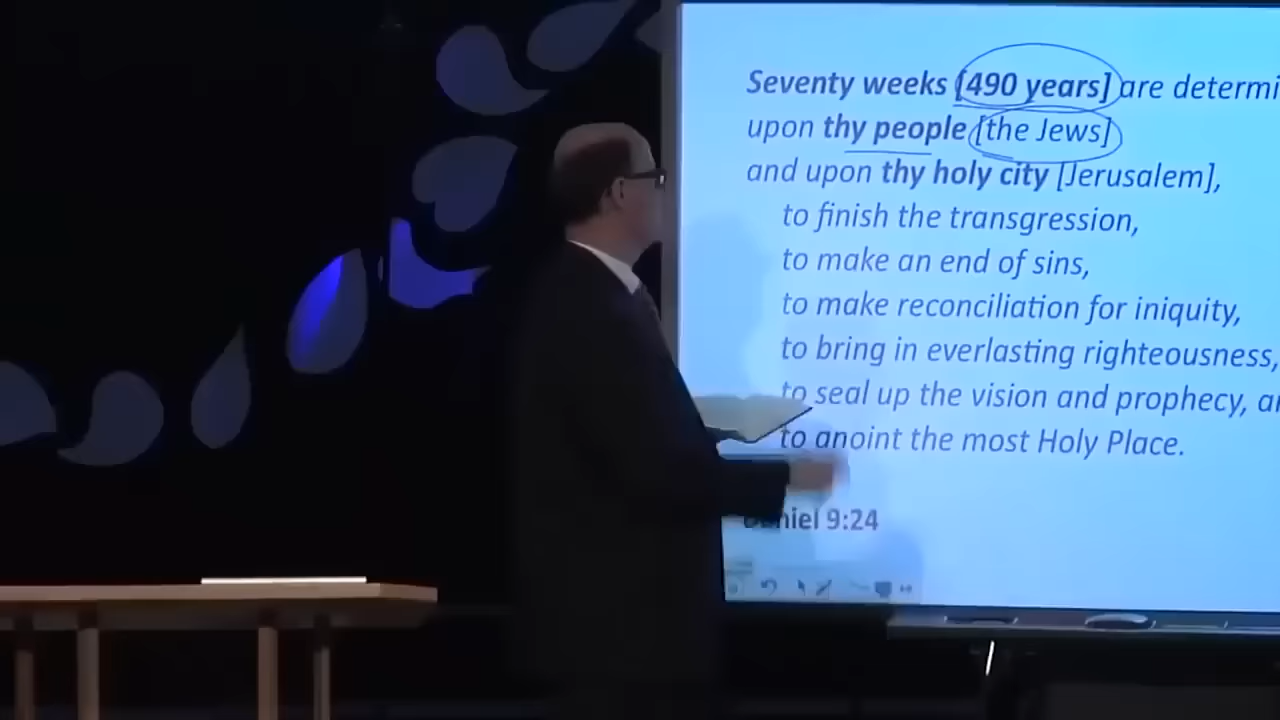 Seventy weeks [490 years] are determi
upon thy people [the Jews]
and upon thy holy city [Jerusalem],
to finish the transgression,
to make an end of sins,
to make reconciliation for iniquity,
to bring in everlasting righteousness,
to seal up the vision and prophecy,
to anoint the most Holy Place.
9:24